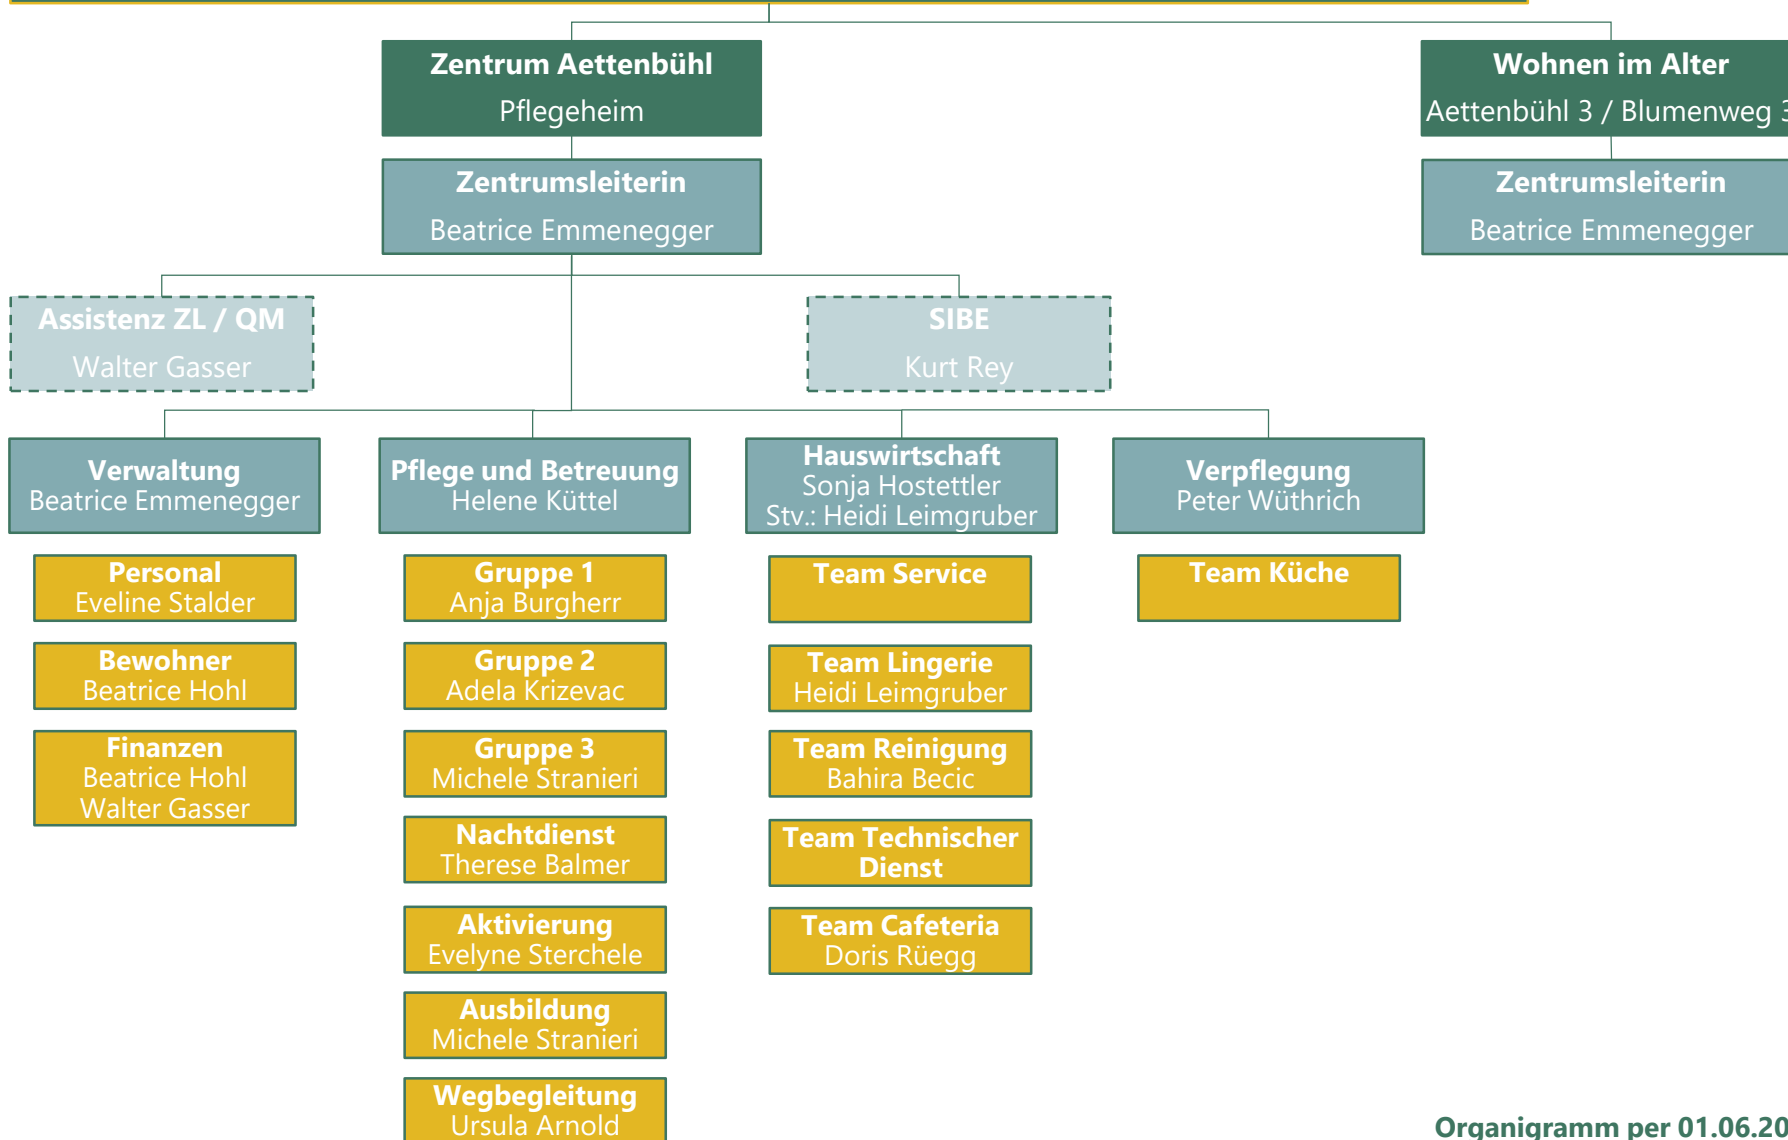 Zentrum Aettenbühl
Pflegeheim
Wohnen im Alter
Aettenbühl 3 / Blumenweg 3
Zentrumsleiterin
Beatrice Emmenegger
Zentrumsleiterin
Beatrice Emmenegger
Assistenz ZL / QM
Walter Gasser
SIBE
Kurt Rey
Verwaltung
Beatrice Emmenegger
Personal
Eveline Stalder
Bewohner
Beatrice Hohl
Finanzen
Beatrice Hohl
Walter Gasser
Pflege und Betreuung
Helene Küttel
Gruppe 1
Anja Burgherr
Gruppe 2
Adela Krizevac
Gruppe 3
Michele Stranieri
Nachtdienst
Therese Balmer
Aktivierung
Evelyne Sterchele
Ausbildung
Michele Stranieri
Wegbegleitung
Ursula Arnold
Hauswirtschaft
Sonja Hostettler
Stv.: Heidi Leimgruber
Team Service
Team Lingerie
Heidi Leimgruber
Team Reinigung
Bahira Becic
Team Technischer
Dienst
Team Cafeteria
Doris Rüegg
Verpflegung
Peter Wüthrich
Team Küche
Organigramm per 01.06.20